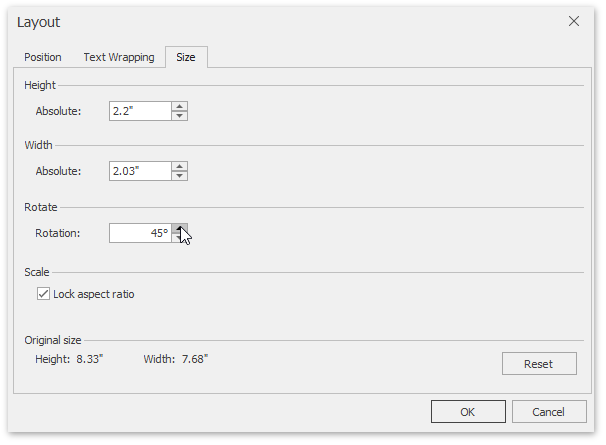 Layout
Position Text Wrapping Size
Height
Absolute: 2.2"
Width
Absolute: 2.03"
Rotate
Rotation: 45°
Scale
Lock aspect ratio
Original size
Height: 8.33" Width: 7.68"
Reset
OK Cancel